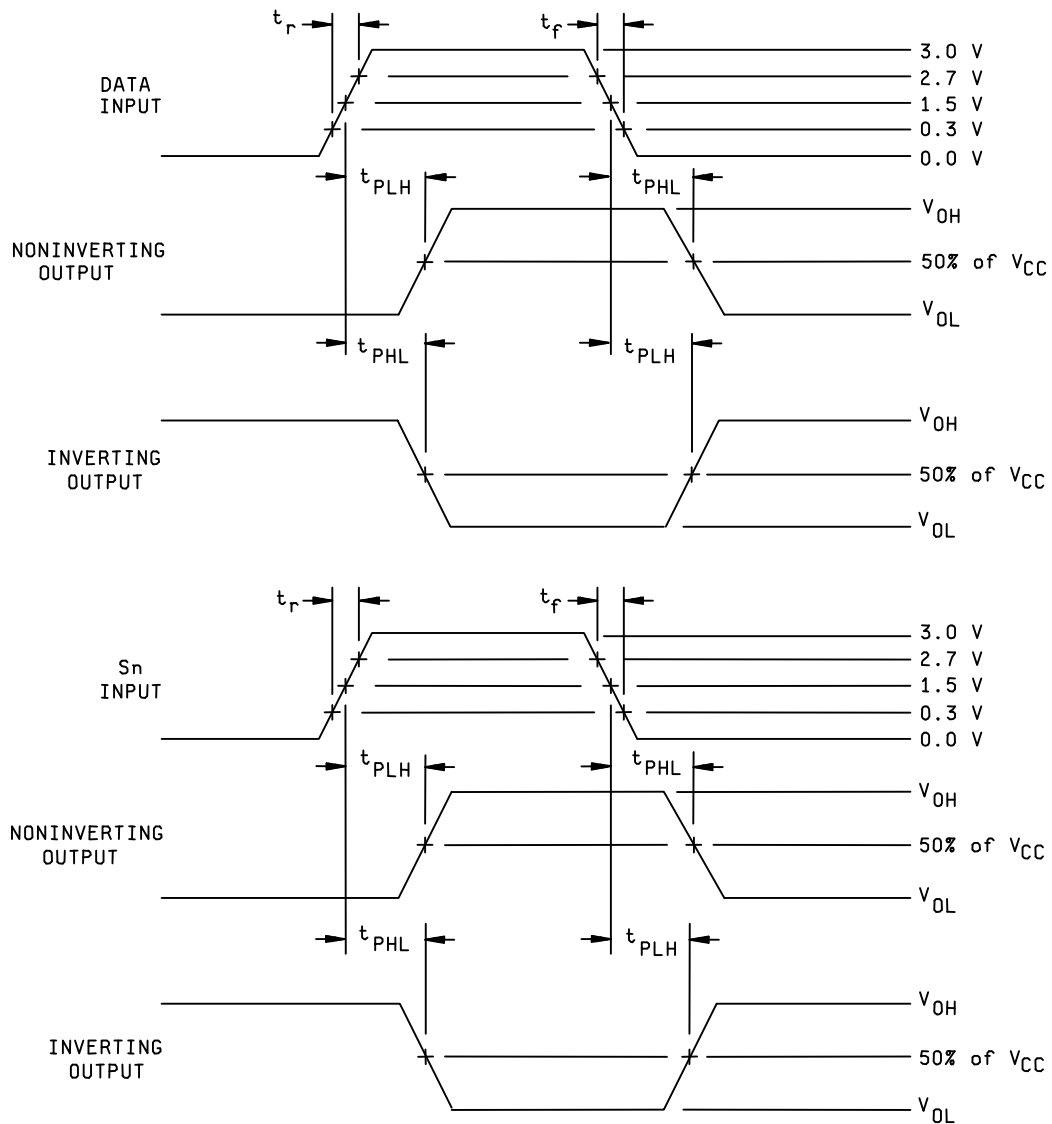 tr
tf
3.0 V
DATA
INPUT
2.7 V
1.5 V
0.3 V
0.0 V
tPLH
tPHL
VOH
NONINVERTING
OUTPUT
50% of VCC
VOL
tPHL
tPLH
VOH
INVERTING
OUTPUT
50% of VCC
VOL
tr
tf
3.0 V
Sn
INPUT
2.7 V
1.5 V
0.3 V
0.0 V
tPLH
tPHL
VOH
NONINVERTING
OUTPUT
50% of VCC
VOL
tPHL
tPLH
VOH
INVERTING
OUTPUT
50% of VCC
VOL